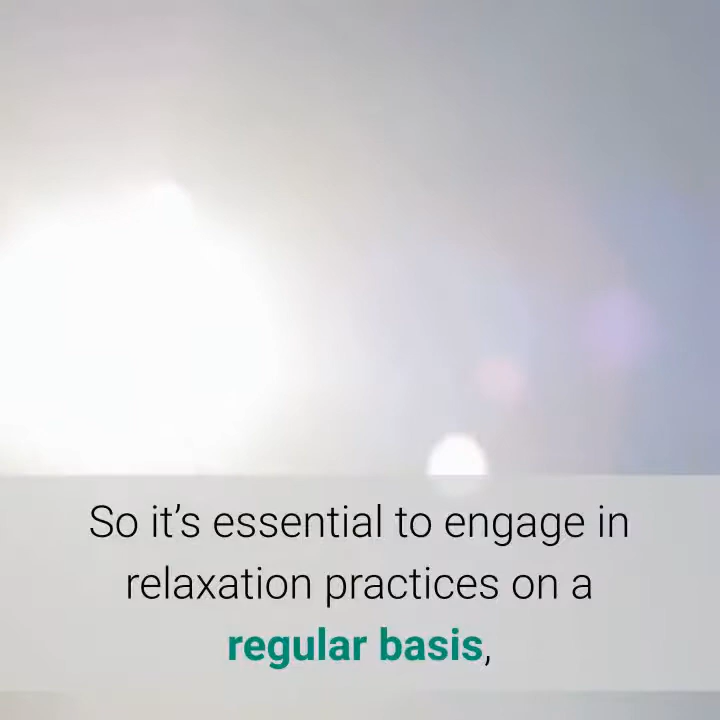 So it’s essential to engage in
relaxation practices on a
regular basis,